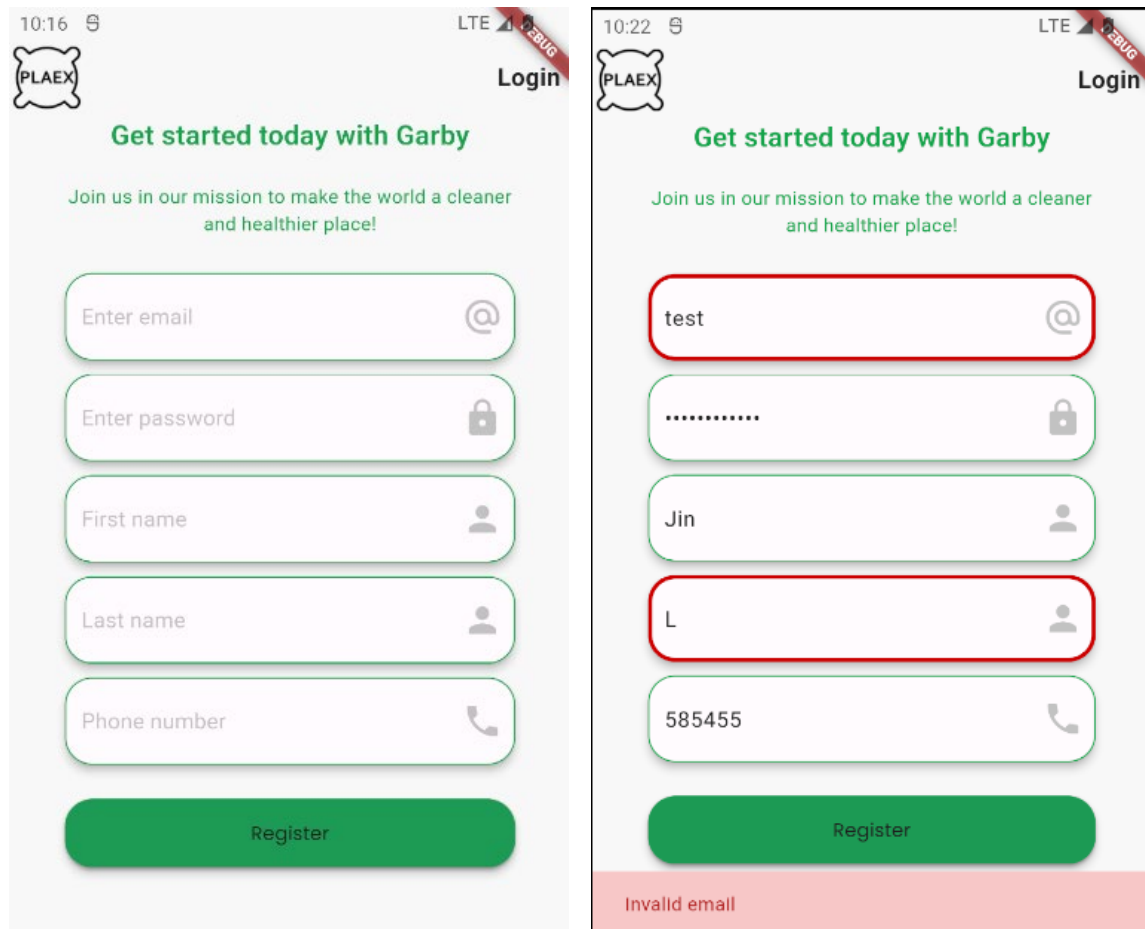 10:16
LTE
DEBUG
PLAEX
Login
Get started today with Garby
Join us in our mission to make the world a cleaner
and healthier place!
Enter email
Enter password
First name
Last name
Phone number
Register
10:22
LTE
DEBUG
PLAEX
Login
Get started today with Garby
Join us in our mission to make the world a cleaner
and healthier place!
test
••••••••••••
Jin
L
585455
Register
Invalid email